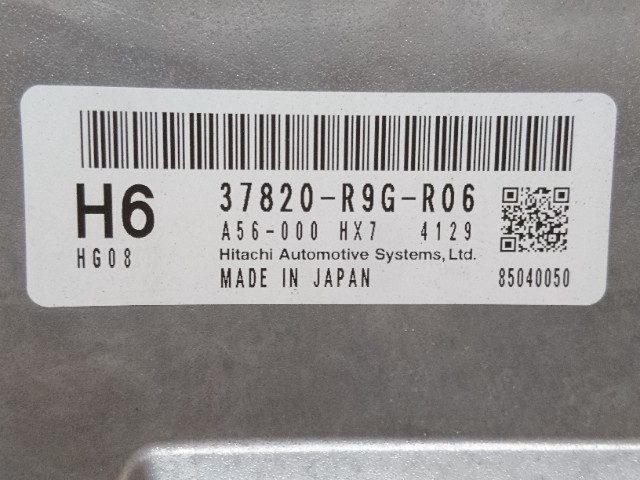 H6
37820-R9G-R06
A56-000 HX7 4129
HG08
Hitachi Automotive Systems, Ltd.
MADE IN JAPAN
85040050